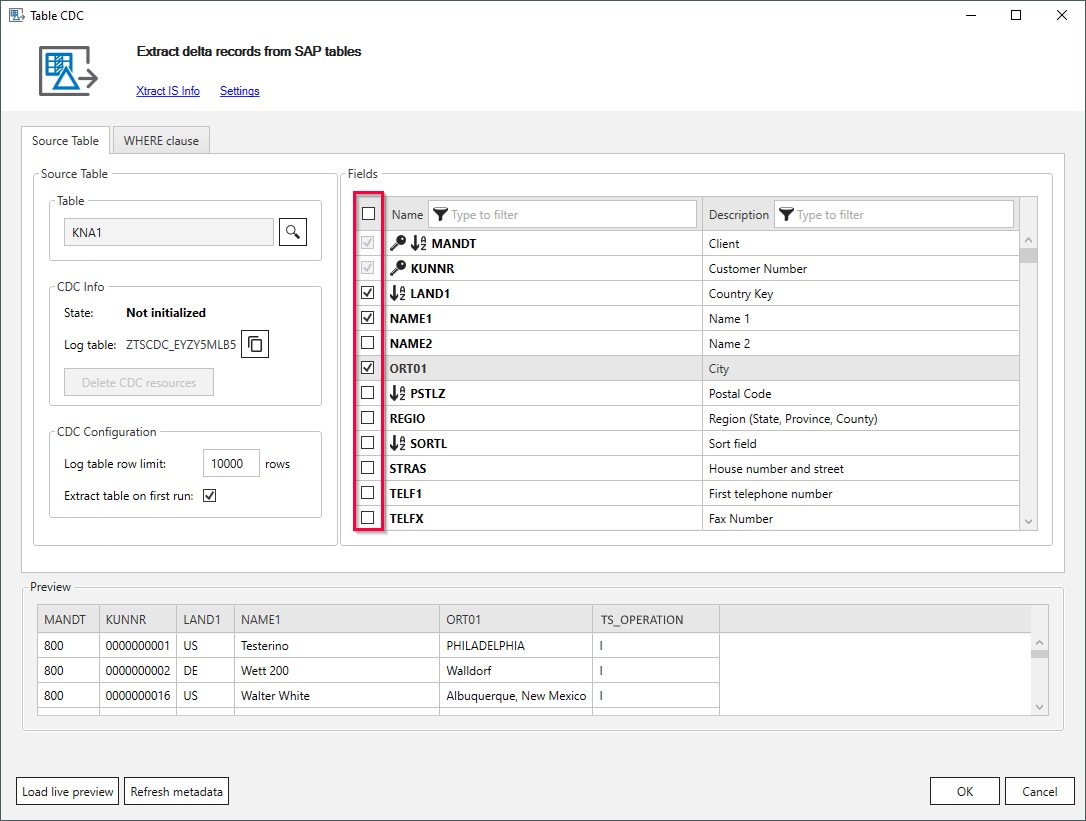 Table CDC
Extract delta records from SAP tables
Xtract IS Info Settings
Source Table WHERE clause
Source Table
Table
KNA1
CDC Info
State: Not initialized
Log table: ZTSCDC_EYZY5MLB5
Delete CDC resources
CDC Configuration
Log table row limit: 10000 rows
Extract table on first run:
Fields
Name Type to filter Description Type to filter
MANDT Client
KUNNR Customer Number
LAND1 Country Key
NAME1 Name 1
NAME2 Name 2
ORT01 City
PSTLZ Postal Code
REGIO Region (State, Province, County)
SORTL Sort field
STRAS House number and street
TELF1 First telephone number
TELFX Fax Number
Preview
MANDT KUNNR LAND1 NAME1 ORT01 TS_OPERATION
800 0000000001 US Testerino PHILADELPHIA I
800 0000000002 DE Wett 200 Walldorf I
800 0000000016 US Walter White Albuquerque, New Mexico I
Load live preview Refresh metadata OK Cancel